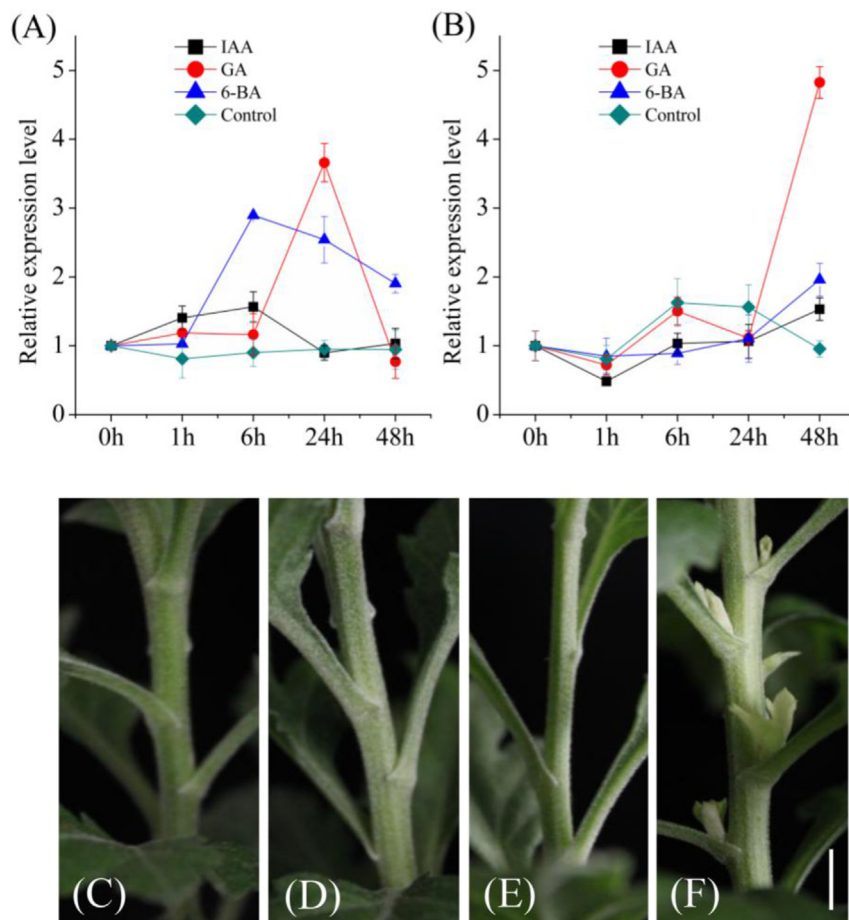 (A)
IAA
GA
6-BA
Control
Relative expression level
5
4
3
2
1
0
0h 1h 6h 24h 48h
(B)
IAA
GA
6-BA
Control
Relative expression level
5
4
3
2
1
0
0h 1h 6h 24h 48h
(C) (D) (E) (F)